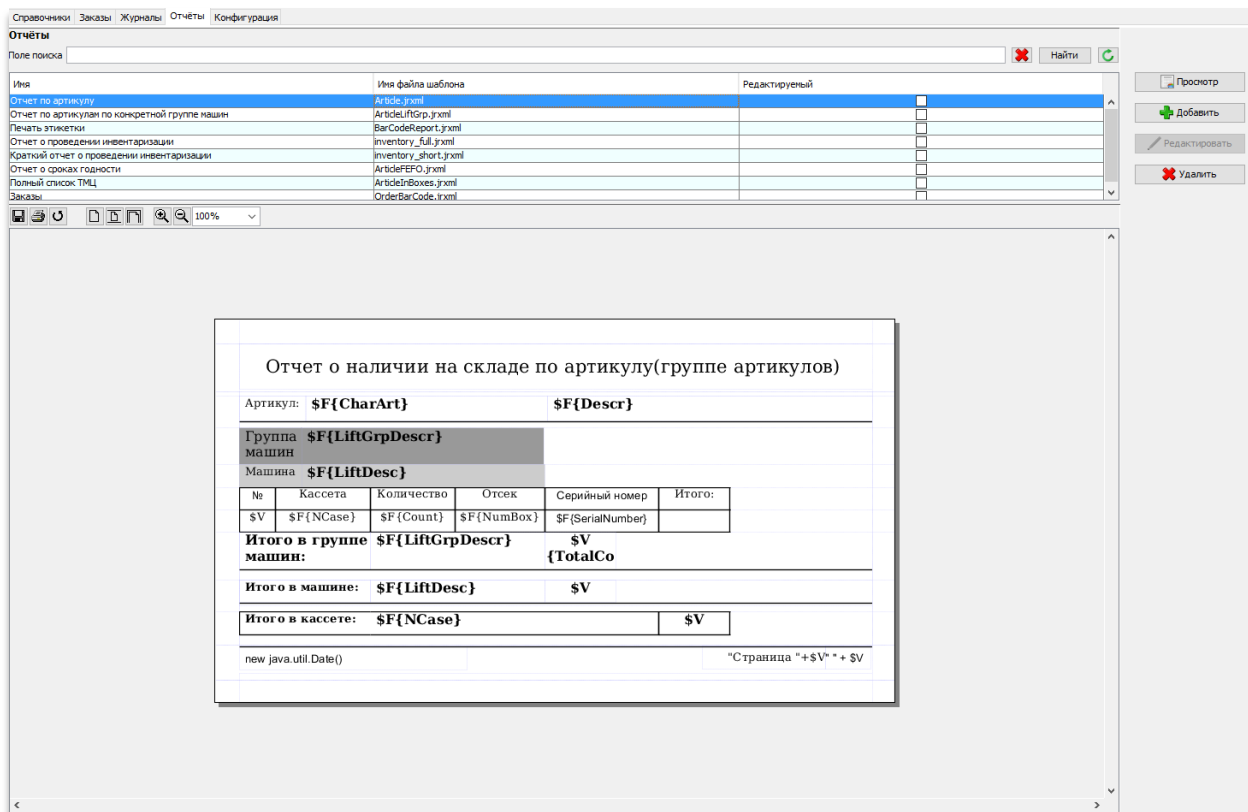 Справочники Заказы Журналы Отчёты Конфигурация
Отчёты
Поле поиска Найти
Имя Имя файла шаблона Редактируемый
Просмотр
Отчет по артикулу Article.jrxml
Отчет по артикулам по конкретной группе машин ArticleLiftGrp.jrxml
Добавить
Печать этикетки BarCodeReport.jrxml
Отчет о проведении инвентаризации inventory_full.jrxml
Редактировать
Краткий отчет о проведении инвентаризации inventory_short.jrxml
Отчет о сроках годности ArticleFEFO.jrxml
Удалить
Полный список ТМЦ ArticleInBoxes.jrxml
Заказы OrderBarCode.jrxml
100%
Отчет о наличии на складе по артикулу(группе артикулов)
Артикул: $F{CharArt} $F{Descr}
Группа $F{LiftGrpDescr}
машин
Машина $F{LiftDesc}
№ Кассета Количество Отсек Серийный номер Итого:
$V $F{NCase} $F{Count} $F{NumBox} $F{SerialNumber}
Итого в группе $F{LiftGrpDescr} $V
машин: {TotalCo
Итого в машине: $F{LiftDesc} $V
Итого в кассете: $F{NCase} $V
new java.util.Date() "Страница "+$V" " + $V